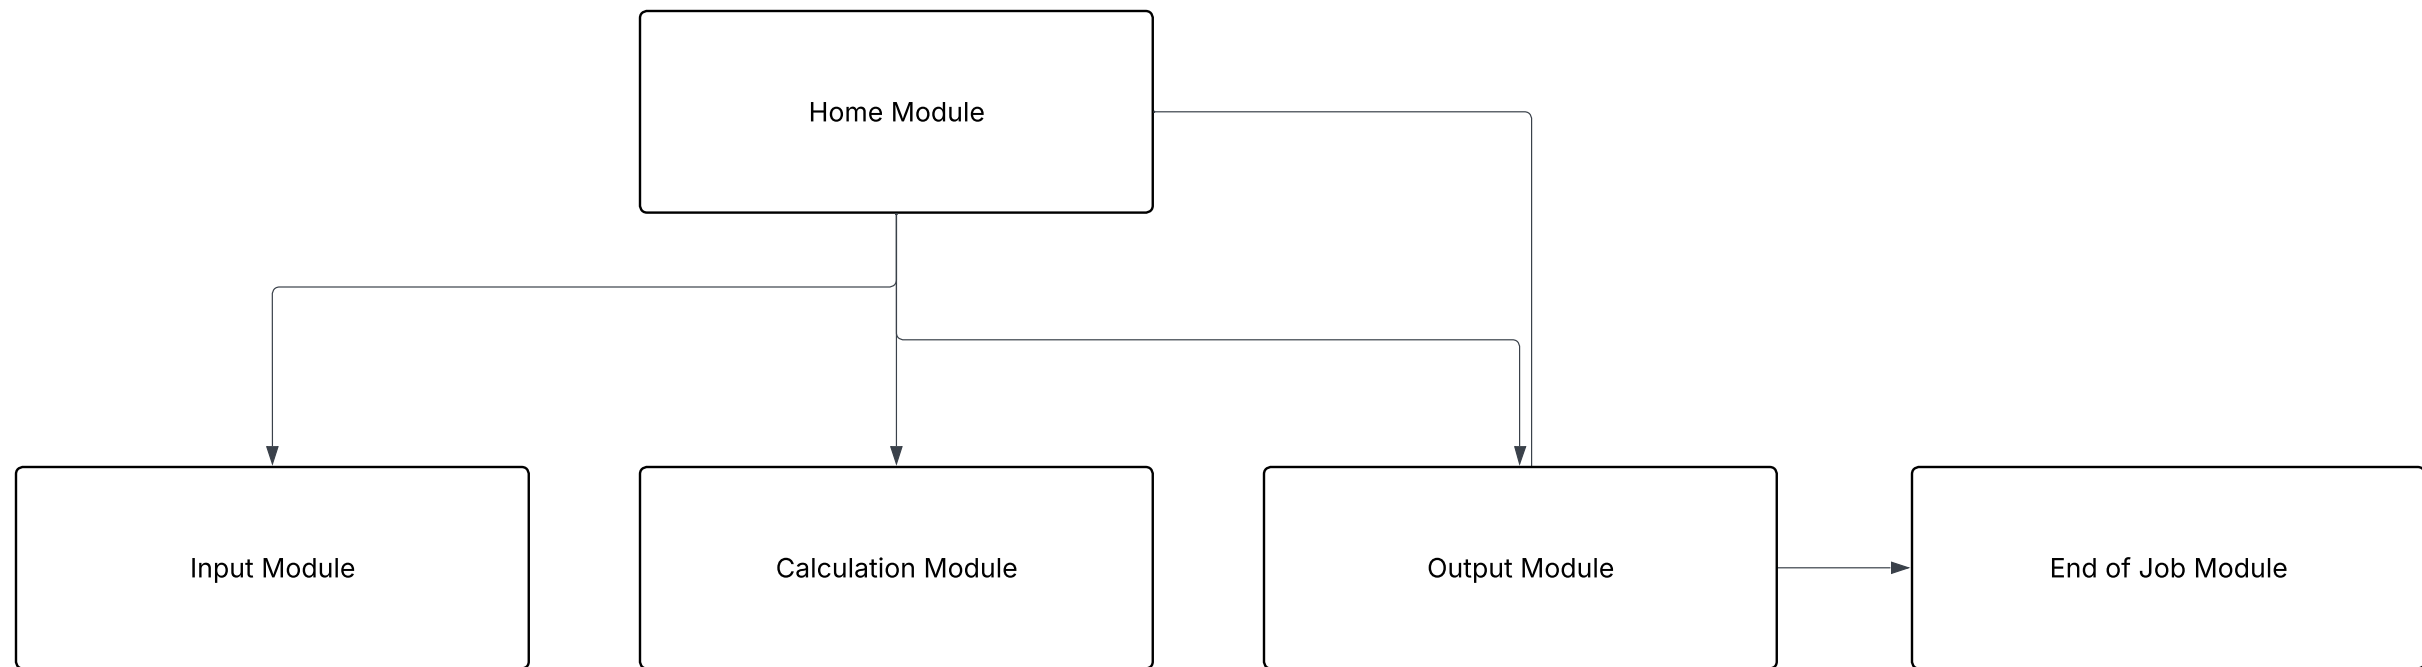 Home Module
Input Module
Calculation Module
Output Module
End of Job Module